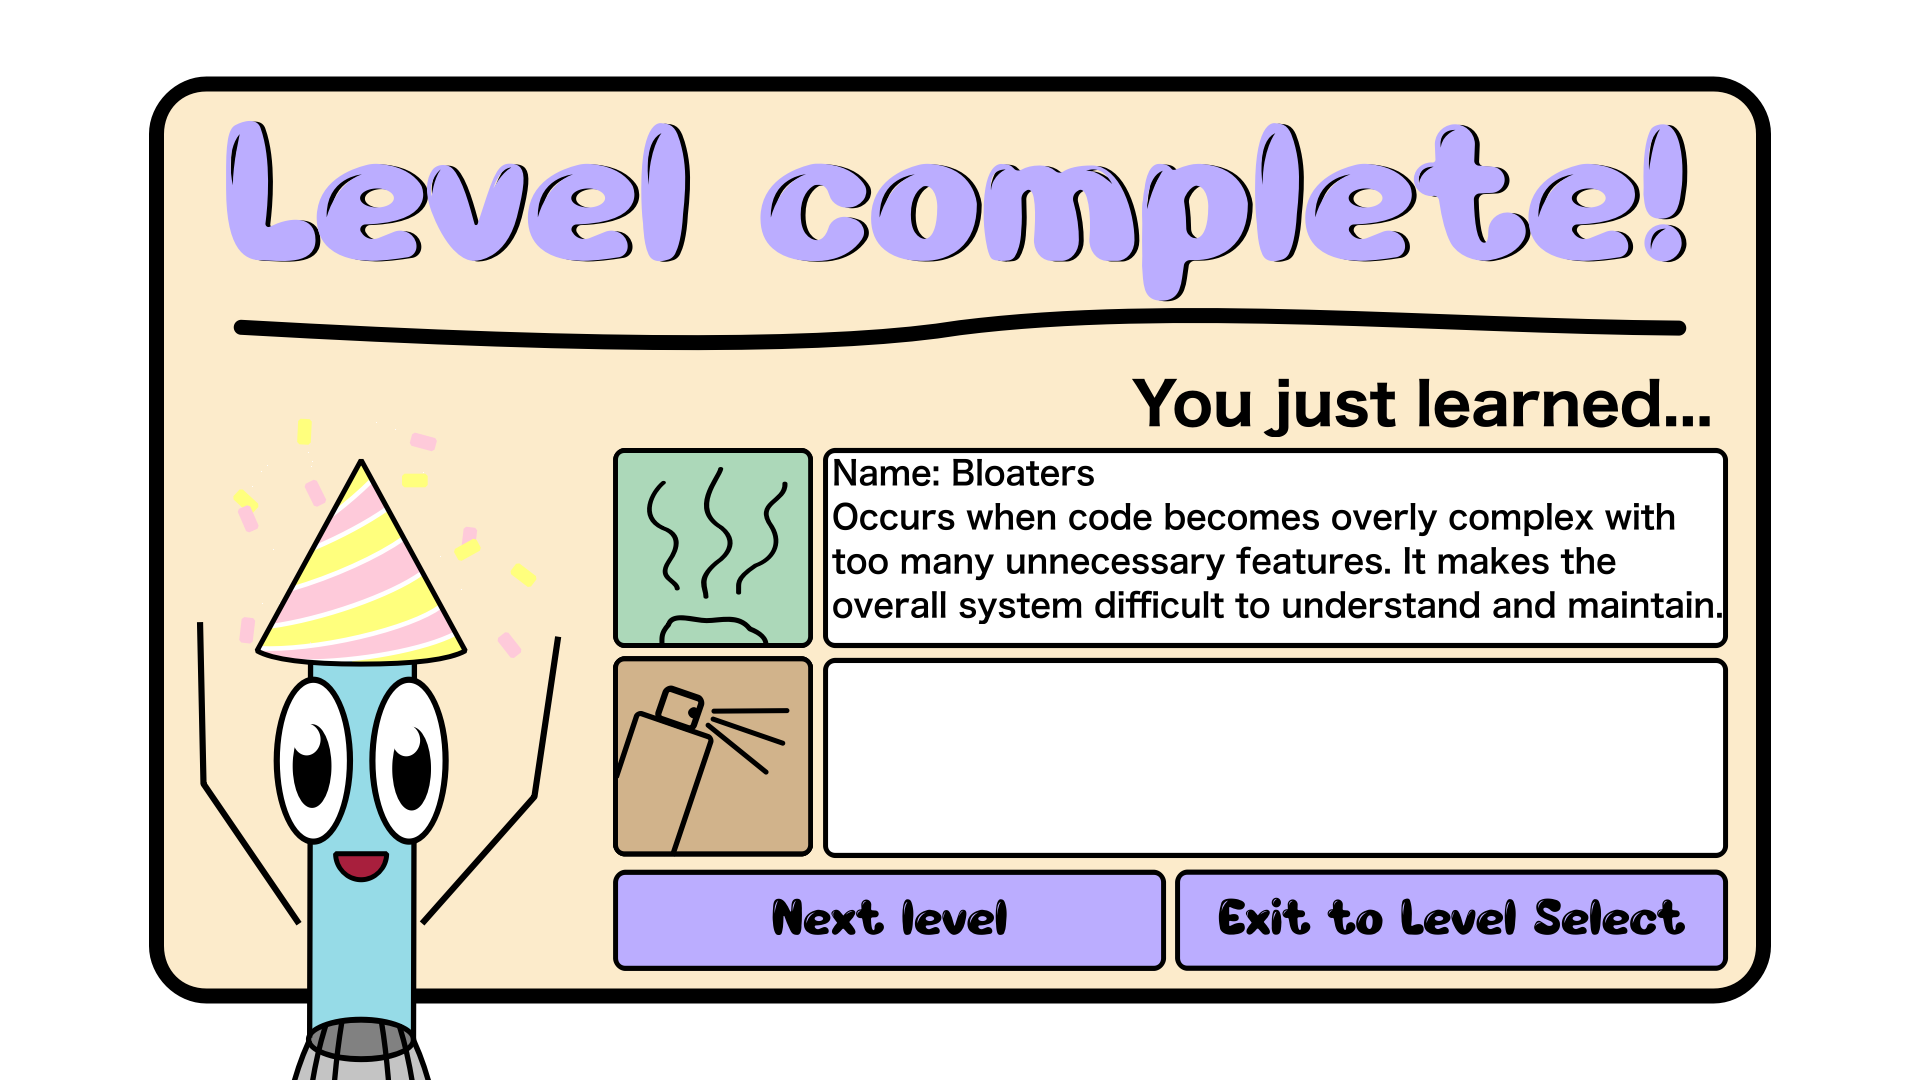 Level complete!
You just learned...
Name: Bloaters
Occurs when code becomes overly complex with
too many unnecessary features. It makes the
overall system difficult to understand and maintain.
Next level
Exit to Level Select